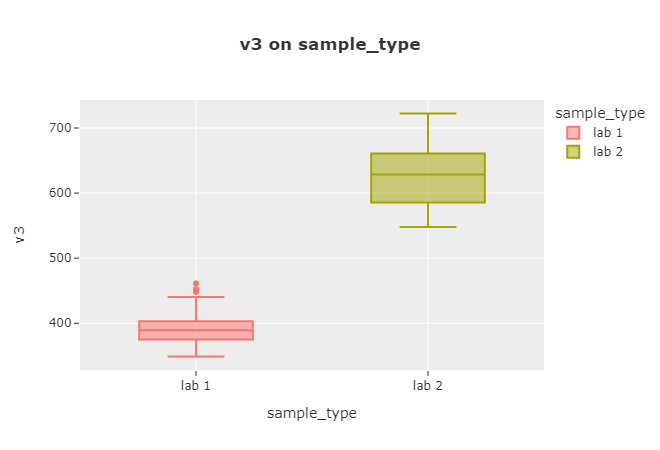 v3 on sample_type
sample_type
lab 1
lab 2
700
600
500
400
v3
lab 1
lab 2
sample_type